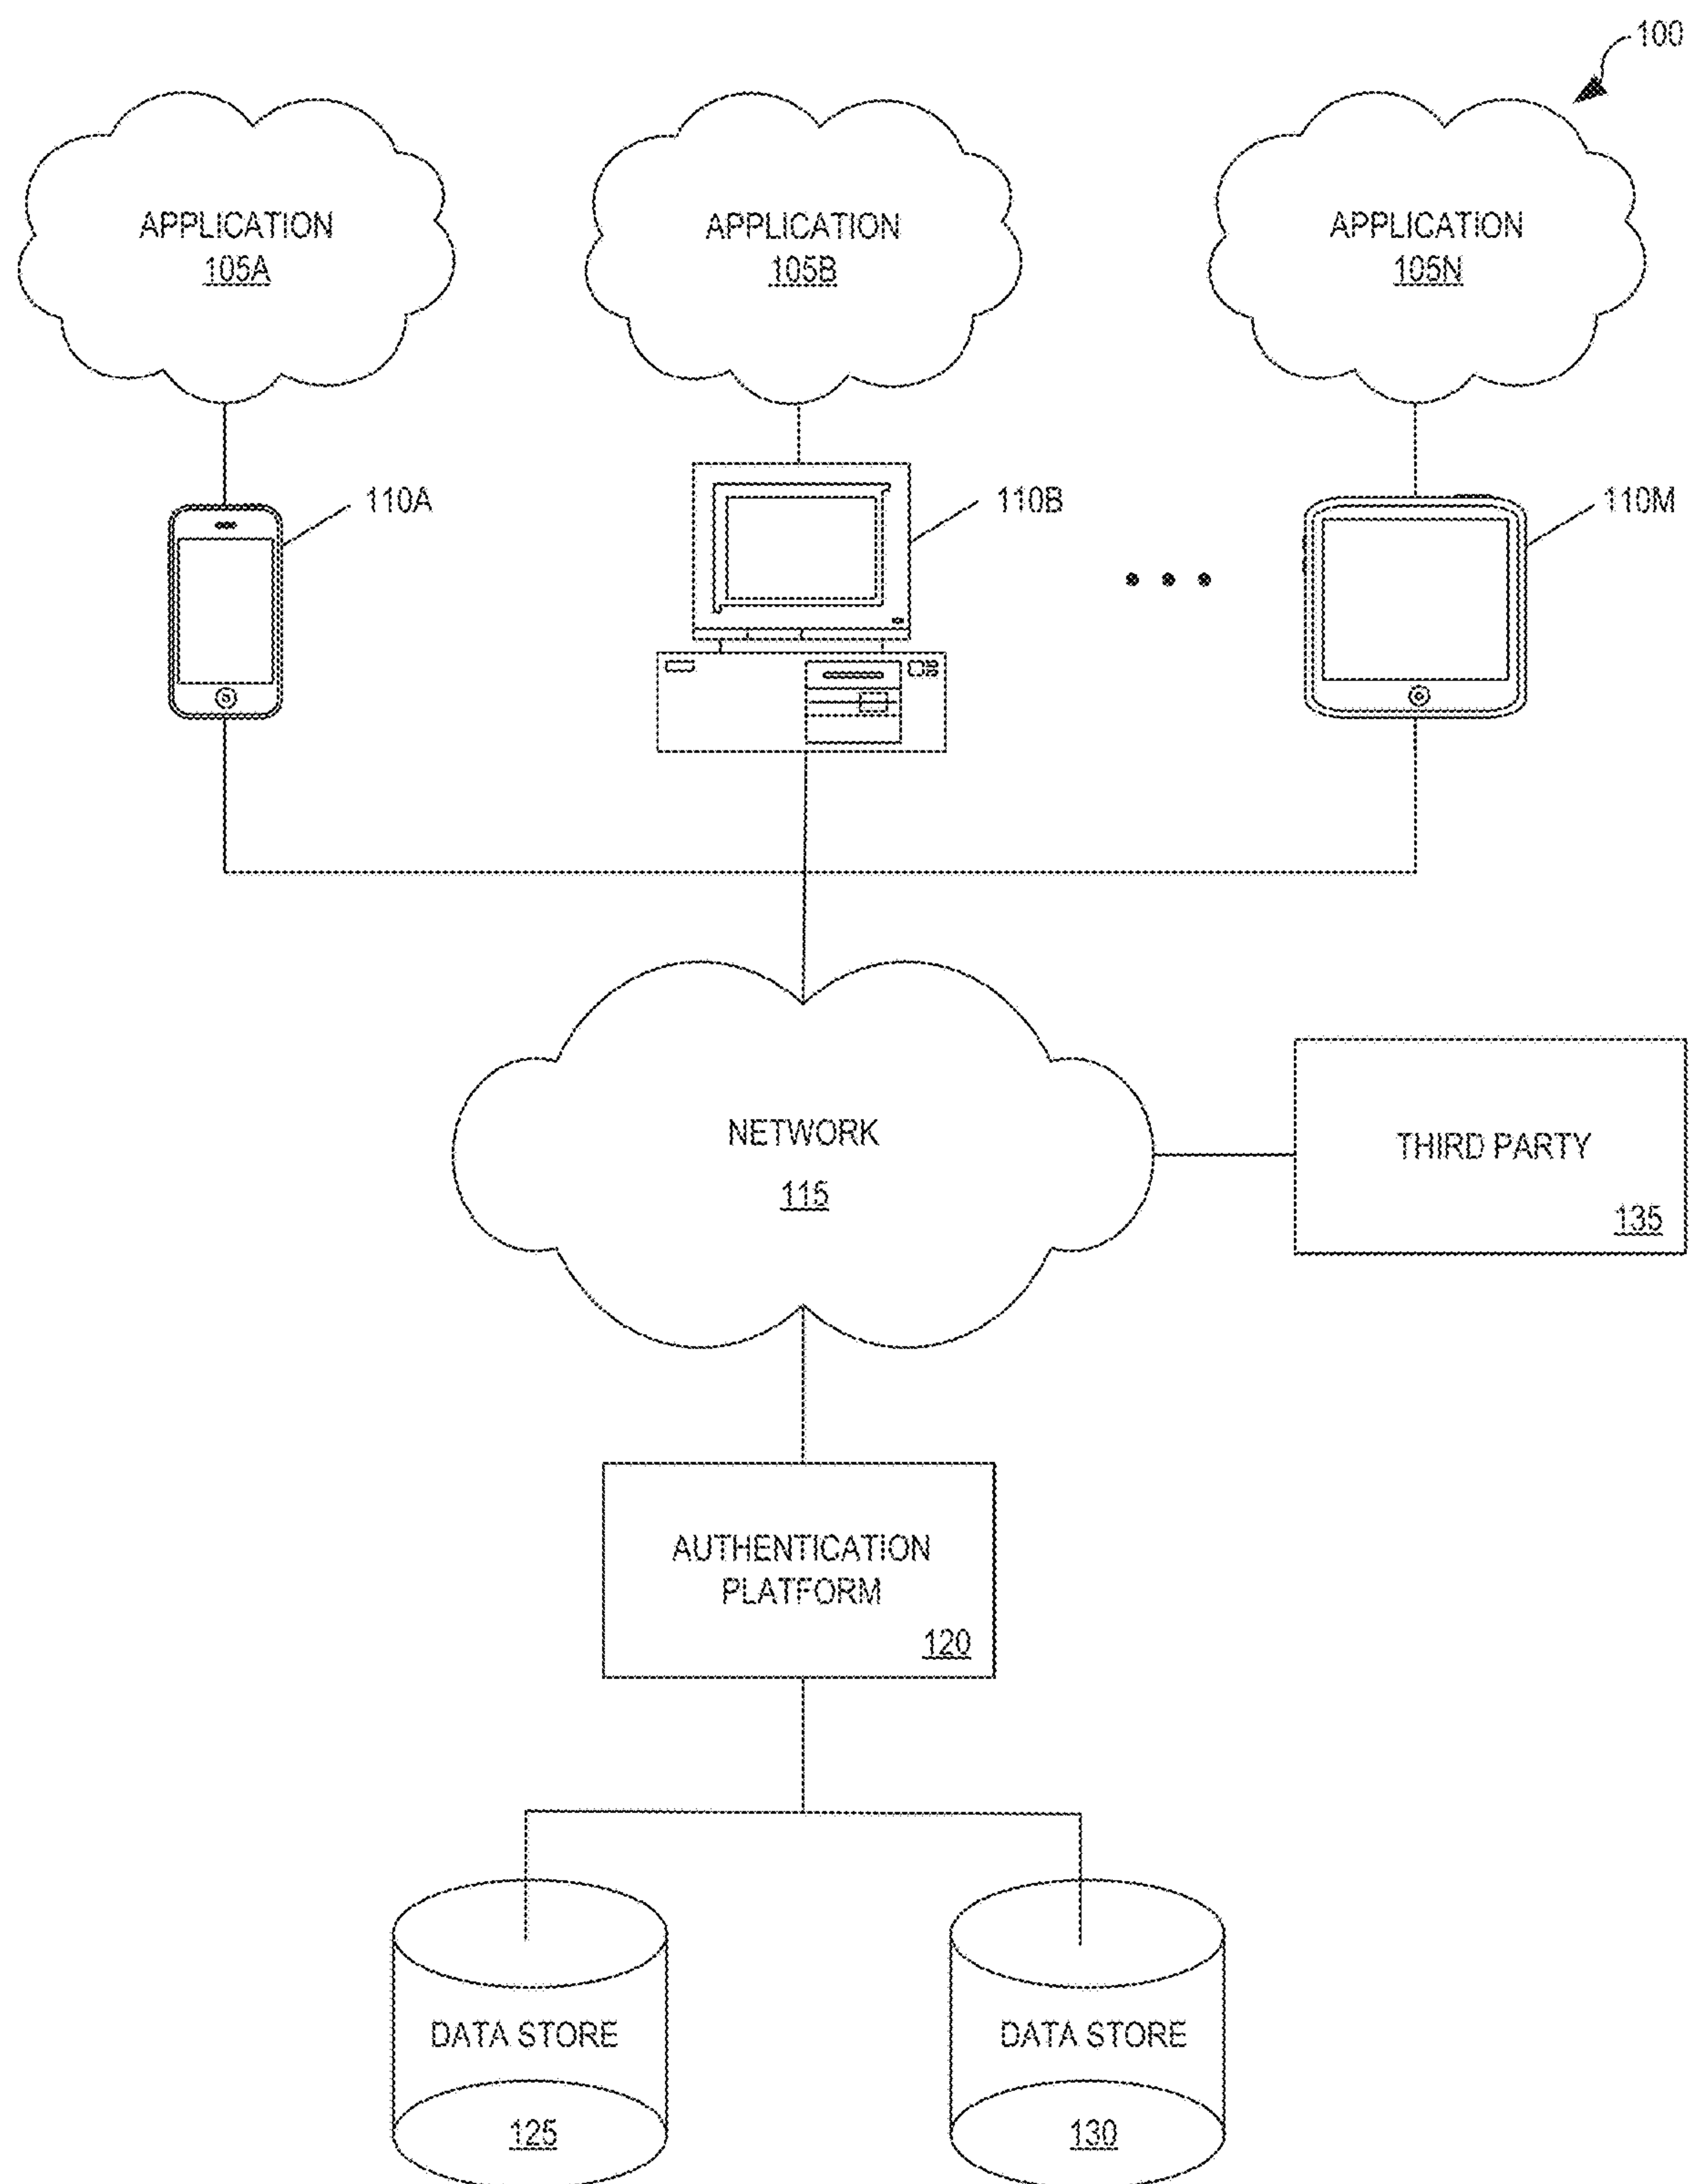 100
APPLICATION
105A
APPLICATION
105B
APPLICATION
105N
110A
110B
110M
NETWORK
115
THIRD PARTY
135
AUTHENTICATION
PLATFORM
120
DATA STORE
125
DATA STORE
130